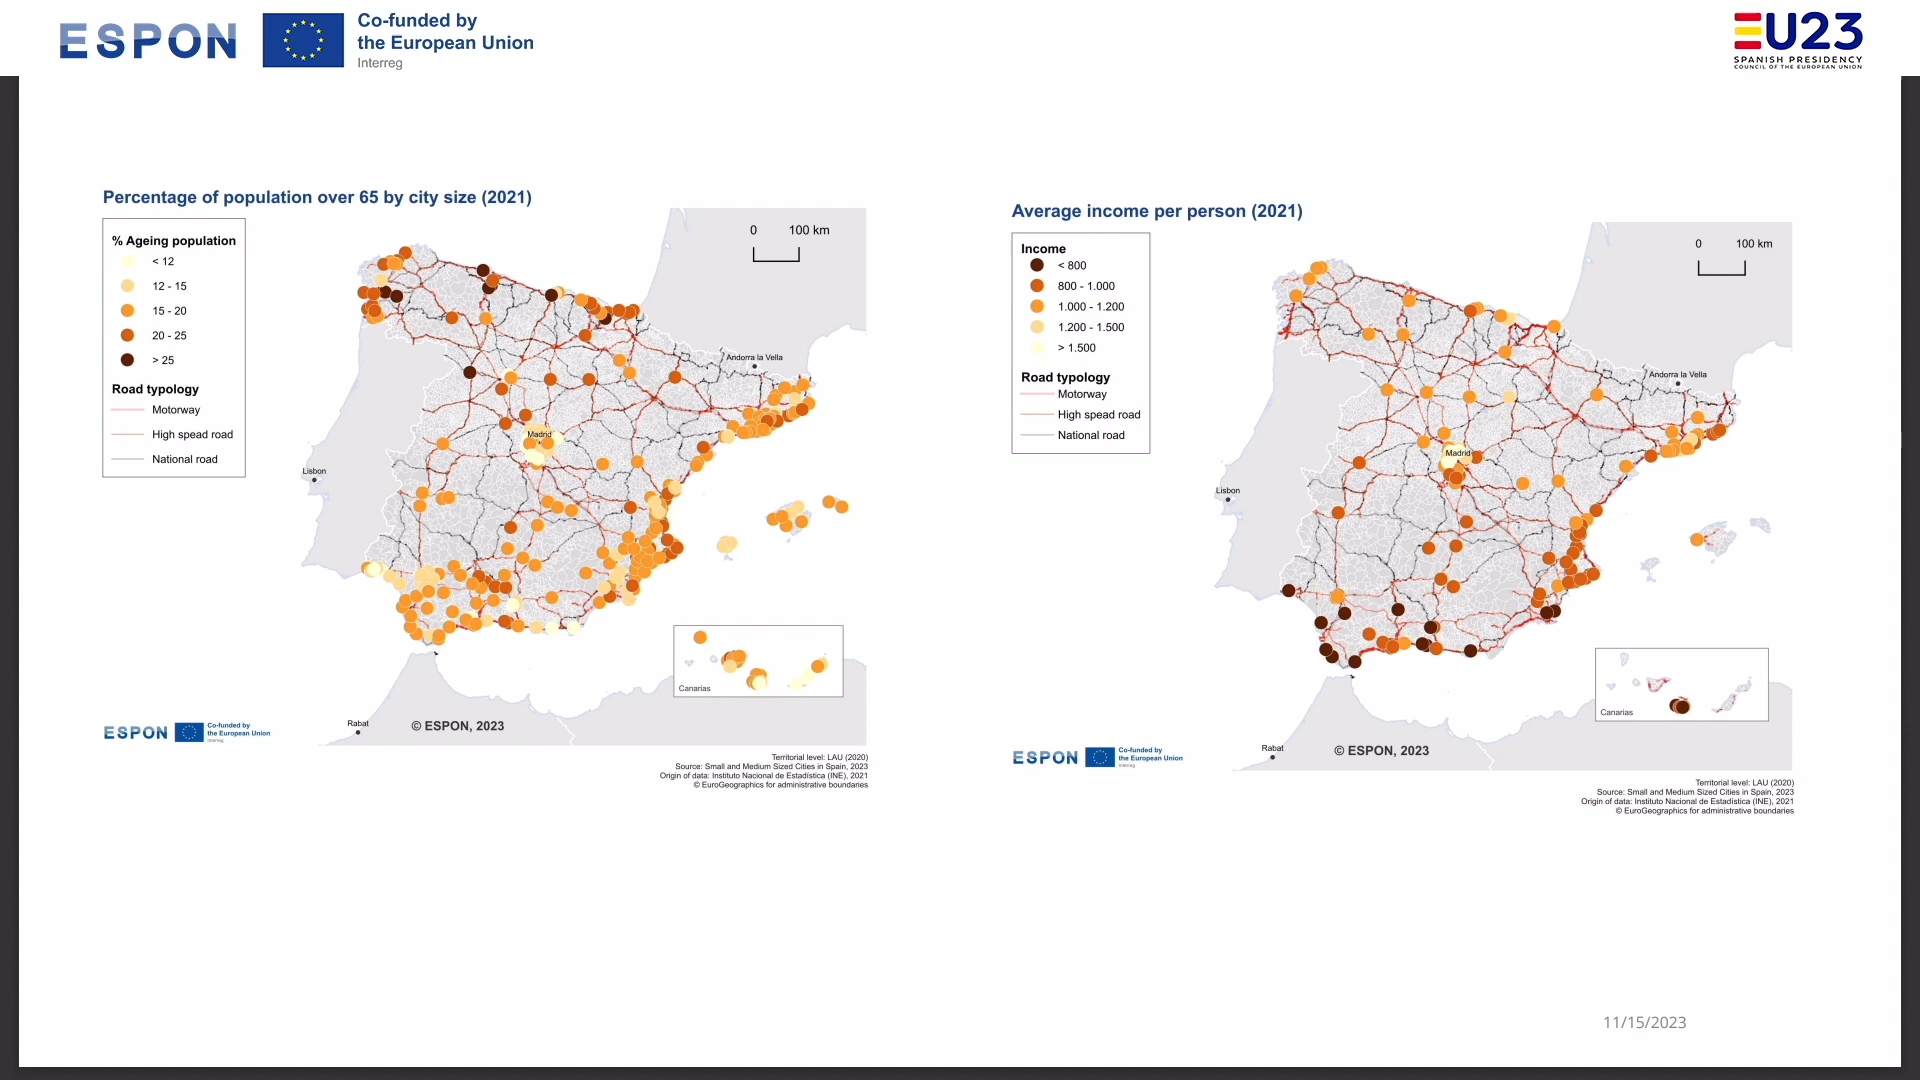 ESPON
Co-funded by
the European Union
Interreg
EU23
SPANISH PRESIDENCY
COUNCIL OF THE EUROPEAN UNION
Percentage of population over 65 by city size (2021)
% Ageing population
< 12
12 - 15
15 - 20
20 - 25
> 25
Road typology
Motorway
High spead road
National road
0 100 km
Andorra la Vella
Madrid
Lisbon
Canarias
Rabat
© ESPON, 2023
ESPON
Co-funded by
the European Union
Interreg
Territorial level: LAU (2020)
Source: Small and Medium Sized Cities in Spain, 2023
Origin of data: Instituto Nacional de Estadística (INE), 2021
© EuroGeographics for administrative boundaries
Average income per person (2021)
Income
< 800
800 - 1.000
1.000 - 1.200
1.200 - 1.500
> 1.500
Road typology
Motorway
High spead road
National road
0 100 km
Andorra la Vella
Madrid
Lisbon
Canarias
Rabat
© ESPON, 2023
ESPON
Co-funded by
the European Union
Interreg
Territorial level: LAU (2020)
Source: Small and Medium Sized Cities in Spain, 2023
Origin of data: Instituto Nacional de Estadística (INE), 2021
© EuroGeographics for administrative boundaries
11/15/2023